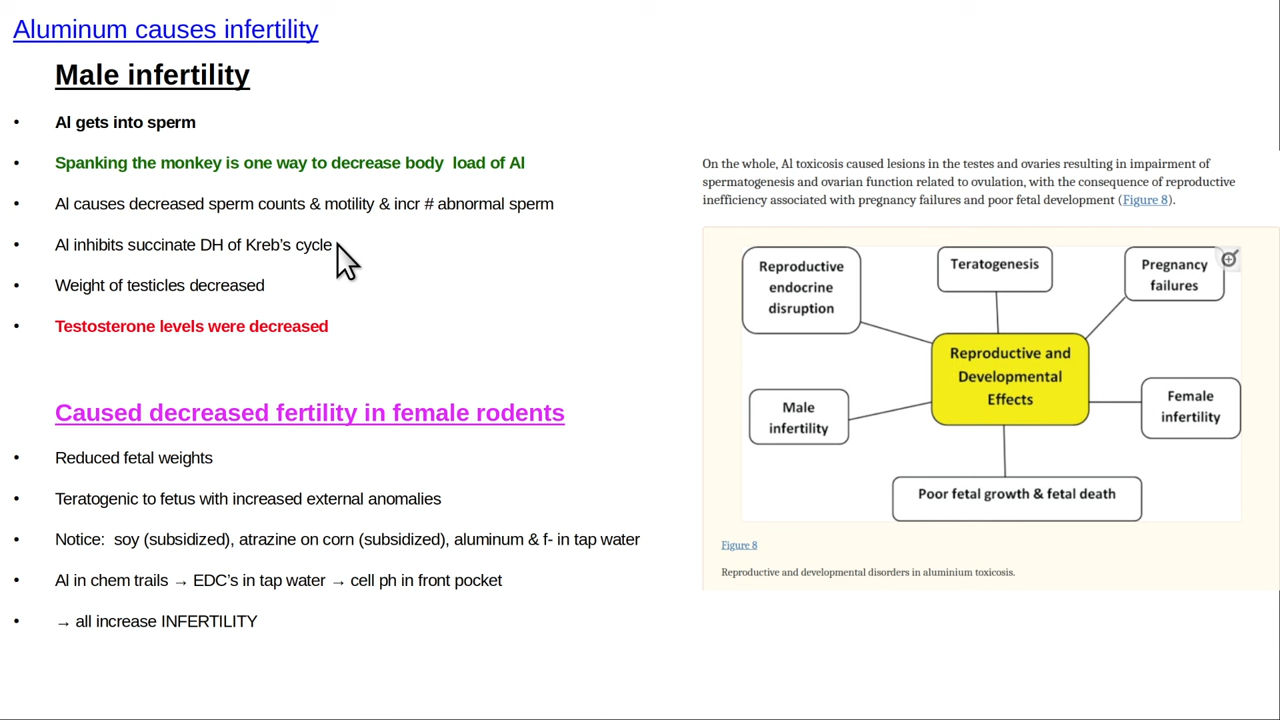 Aluminum causes infertility
Male infertility
• Al gets into sperm
• Spanking the monkey is one way to decrease body  load of Al
• Al causes decreased sperm counts & motility & incr # abnormal sperm
• Al inhibits succinate DH of Kreb's cycle
• Weight of testicles decreased
• Testosterone levels were decreased
Caused decreased fertility in female rodents
• Reduced fetal weights
• Teratogenic to fetus with increased external anomalies
• Notice:  soy (subsidized), atrazine on corn (subsidized), aluminum & f- in tap water
• Al in chem trails → EDC's in tap water → cell ph in front pocket
• → all increase INFERTILITY
On the whole, Al toxicosis caused lesions in the testes and ovaries resulting in impairment of
spermatogenesis and ovarian function related to ovulation, with the consequence of reproductive
inefficiency associated with pregnancy failures and poor fetal development (Figure 8).
Reproductive
endocrine
disruption
Teratogenesis
Pregnancy
failures
Reproductive and
Developmental
Effects
Male
infertility
Female
infertility
Poor fetal growth & fetal death
Figure 8
Reproductive and developmental disorders in aluminium toxicosis.